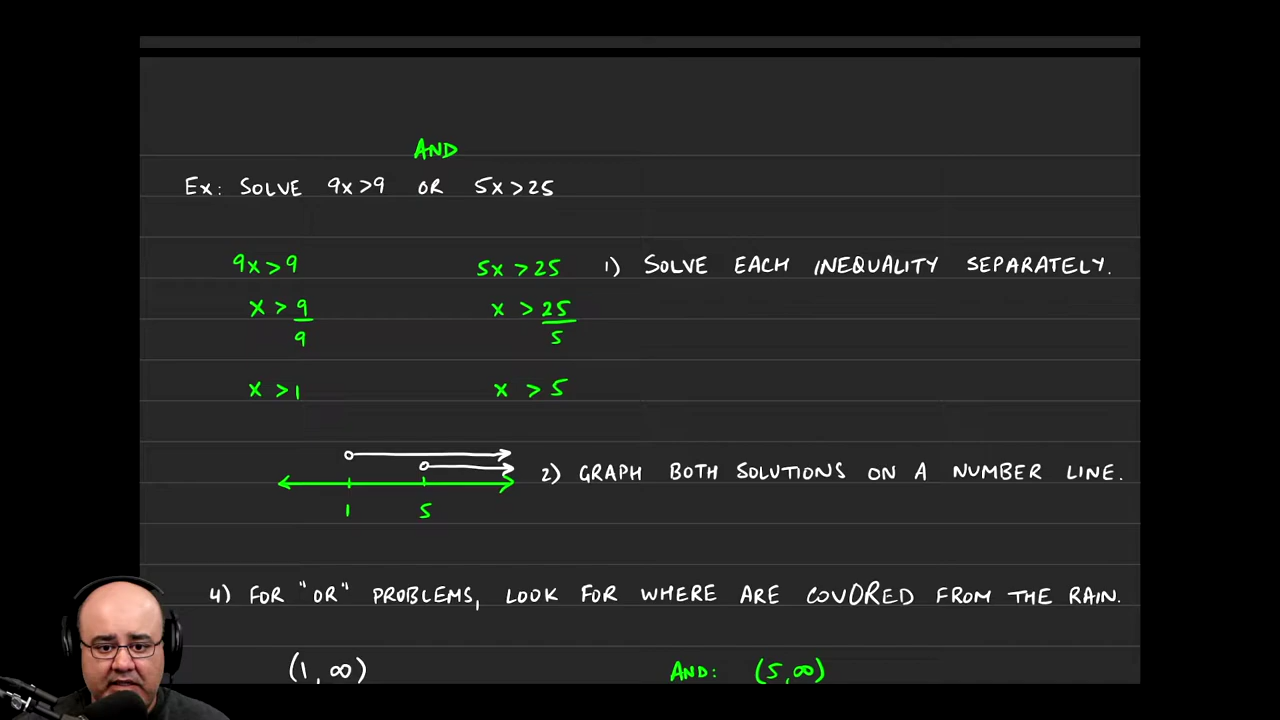 AND
Ex: SOLVE 9x>9 OR 5x>25
9x>9 5x>25 1) SOLVE EACH INEQUALITY SEPARATELY.
x > 9/9 x > 25/5
x > 1 x > 5
2) GRAPH BOTH SOLUTIONS ON A NUMBER LINE.
1 5
4) FOR "OR" PROBLEMS, LOOK FOR WHERE ARE COVORED FROM THE RAIN.
(1, ∞) AND: (5, ∞)